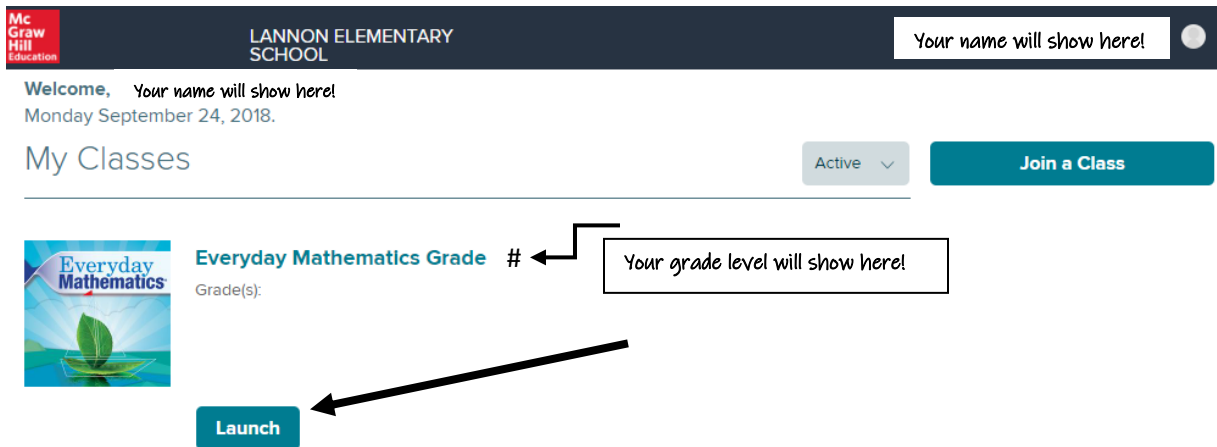 Mc
Graw
Hill
Education
LANNON ELEMENTARY
SCHOOL
Your name will show here!
Welcome, Your name will show here!
Monday September 24, 2018.
My Classes
Active
Join a Class
Everyday
Mathematics
Everyday Mathematics Grade #
Your grade level will show here!
Grade(s):
Launch